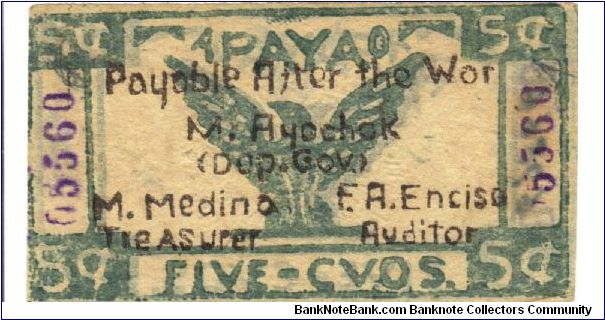 5¢ APAYAO 5¢
Payable After the War
05560 05560
M. Ayochok
(Dep. Gov.)
M. Medina F. A. Enciso
Treasurer Auditor
5¢ FIVE-CVOS. 5¢
BankNoteBank.com Banknote Collectors Community